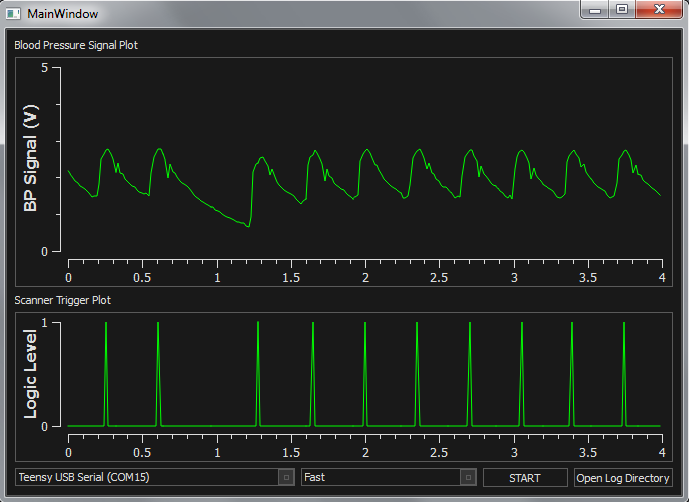 MainWindow
Blood Pressure Signal Plot
BP Signal (V)
5
0
0 0.5 1 1.5 2 2.5 3 3.5 4
Scanner Trigger Plot
Logic Level
1
0
0 0.5 1 1.5 2 2.5 3 3.5 4
Teensy USB Serial (COM15) Fast START Open Log Directory